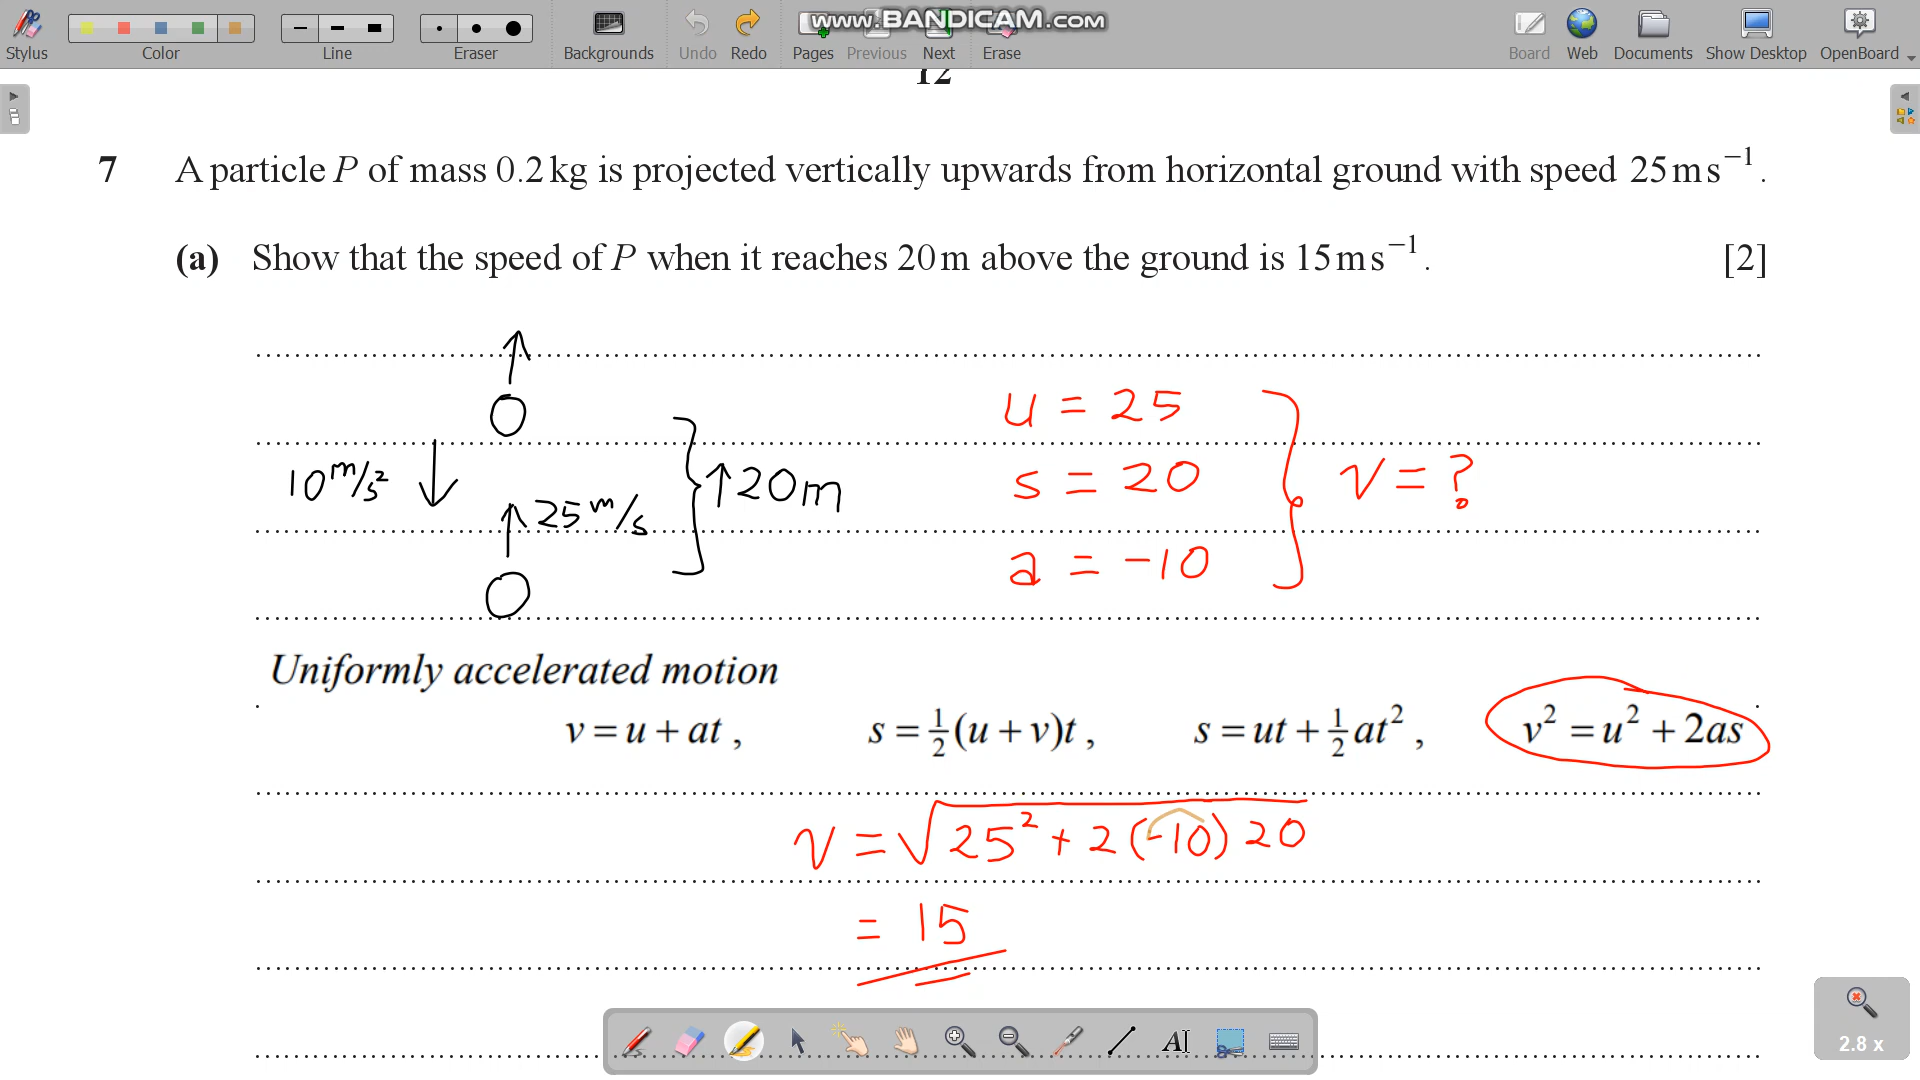 www.BANDICAM.com
Stylus Color Line Eraser Backgrounds Undo Redo Pages Previous Next Erase Board Web Documents Show Desktop OpenBoard
12
7 A particle P of mass 0.2 kg is projected vertically upwards from horizontal ground with speed 25 m s⁻¹.
(a) Show that the speed of P when it reaches 20 m above the ground is 15 m s⁻¹. [2]
u = 25
10 m/s² ↑20m s = 20 v = ?
25 m/s
a = -10
Uniformly accelerated motion
v = u + at , s = ½(u + v)t , s = ut + ½at² , v² = u² + 2as
v = √(25² + 2(-10)20)
= 15
AI
2.8 x